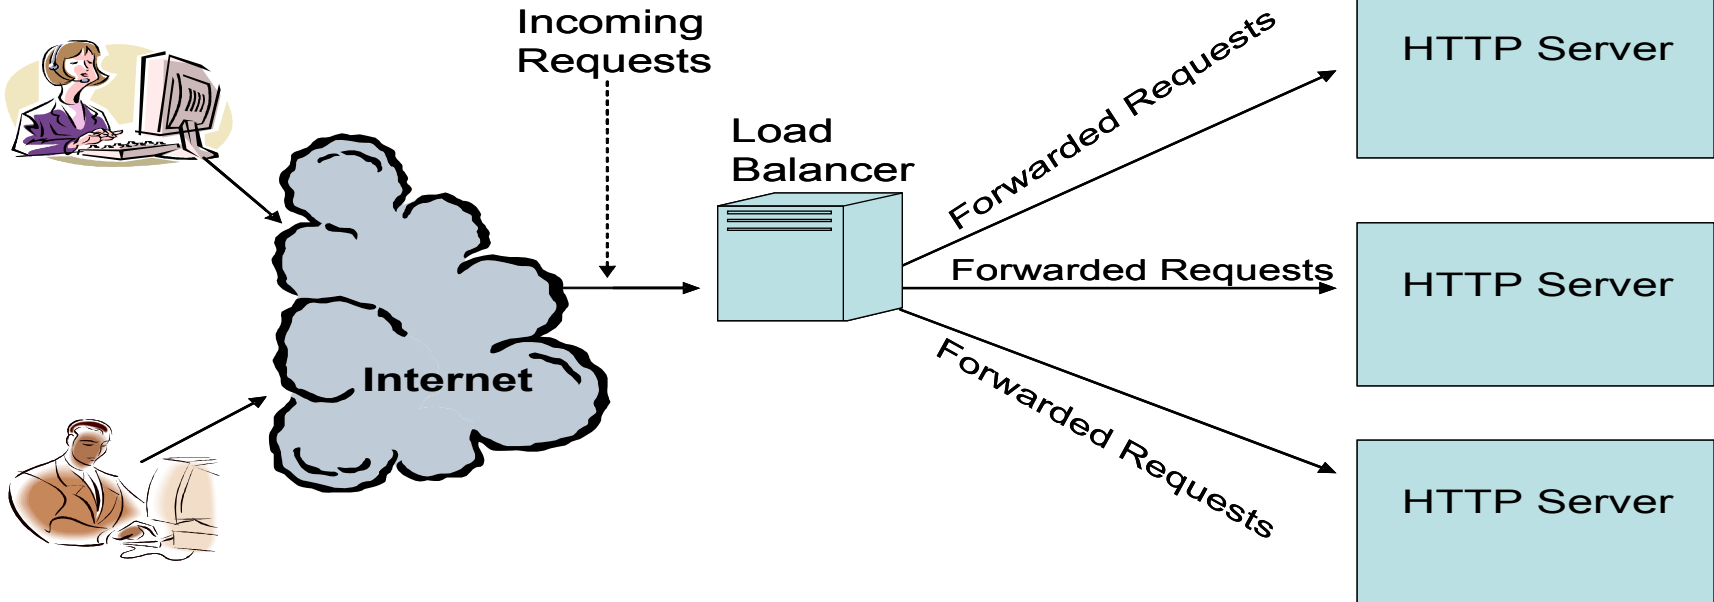 Incoming
Requests
Load
Balancer
Internet
Forwarded Requests
Forwarded Requests
Forwarded Requests
HTTP Server
HTTP Server
HTTP Server